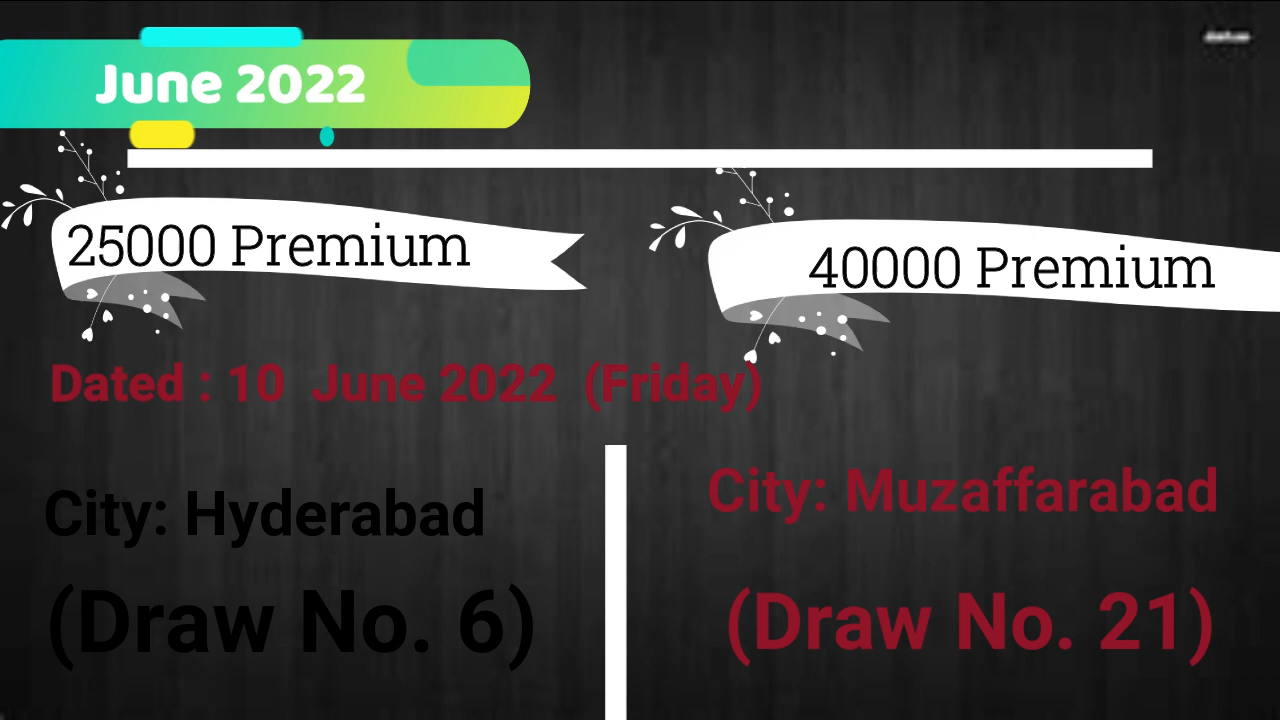 June 2022
25000 Premium
40000 Premium
Dated : 10 June 2022 (Friday)
City: Hyderabad
(Draw No. 6)
City: Muzaffarabad
(Draw No. 21)